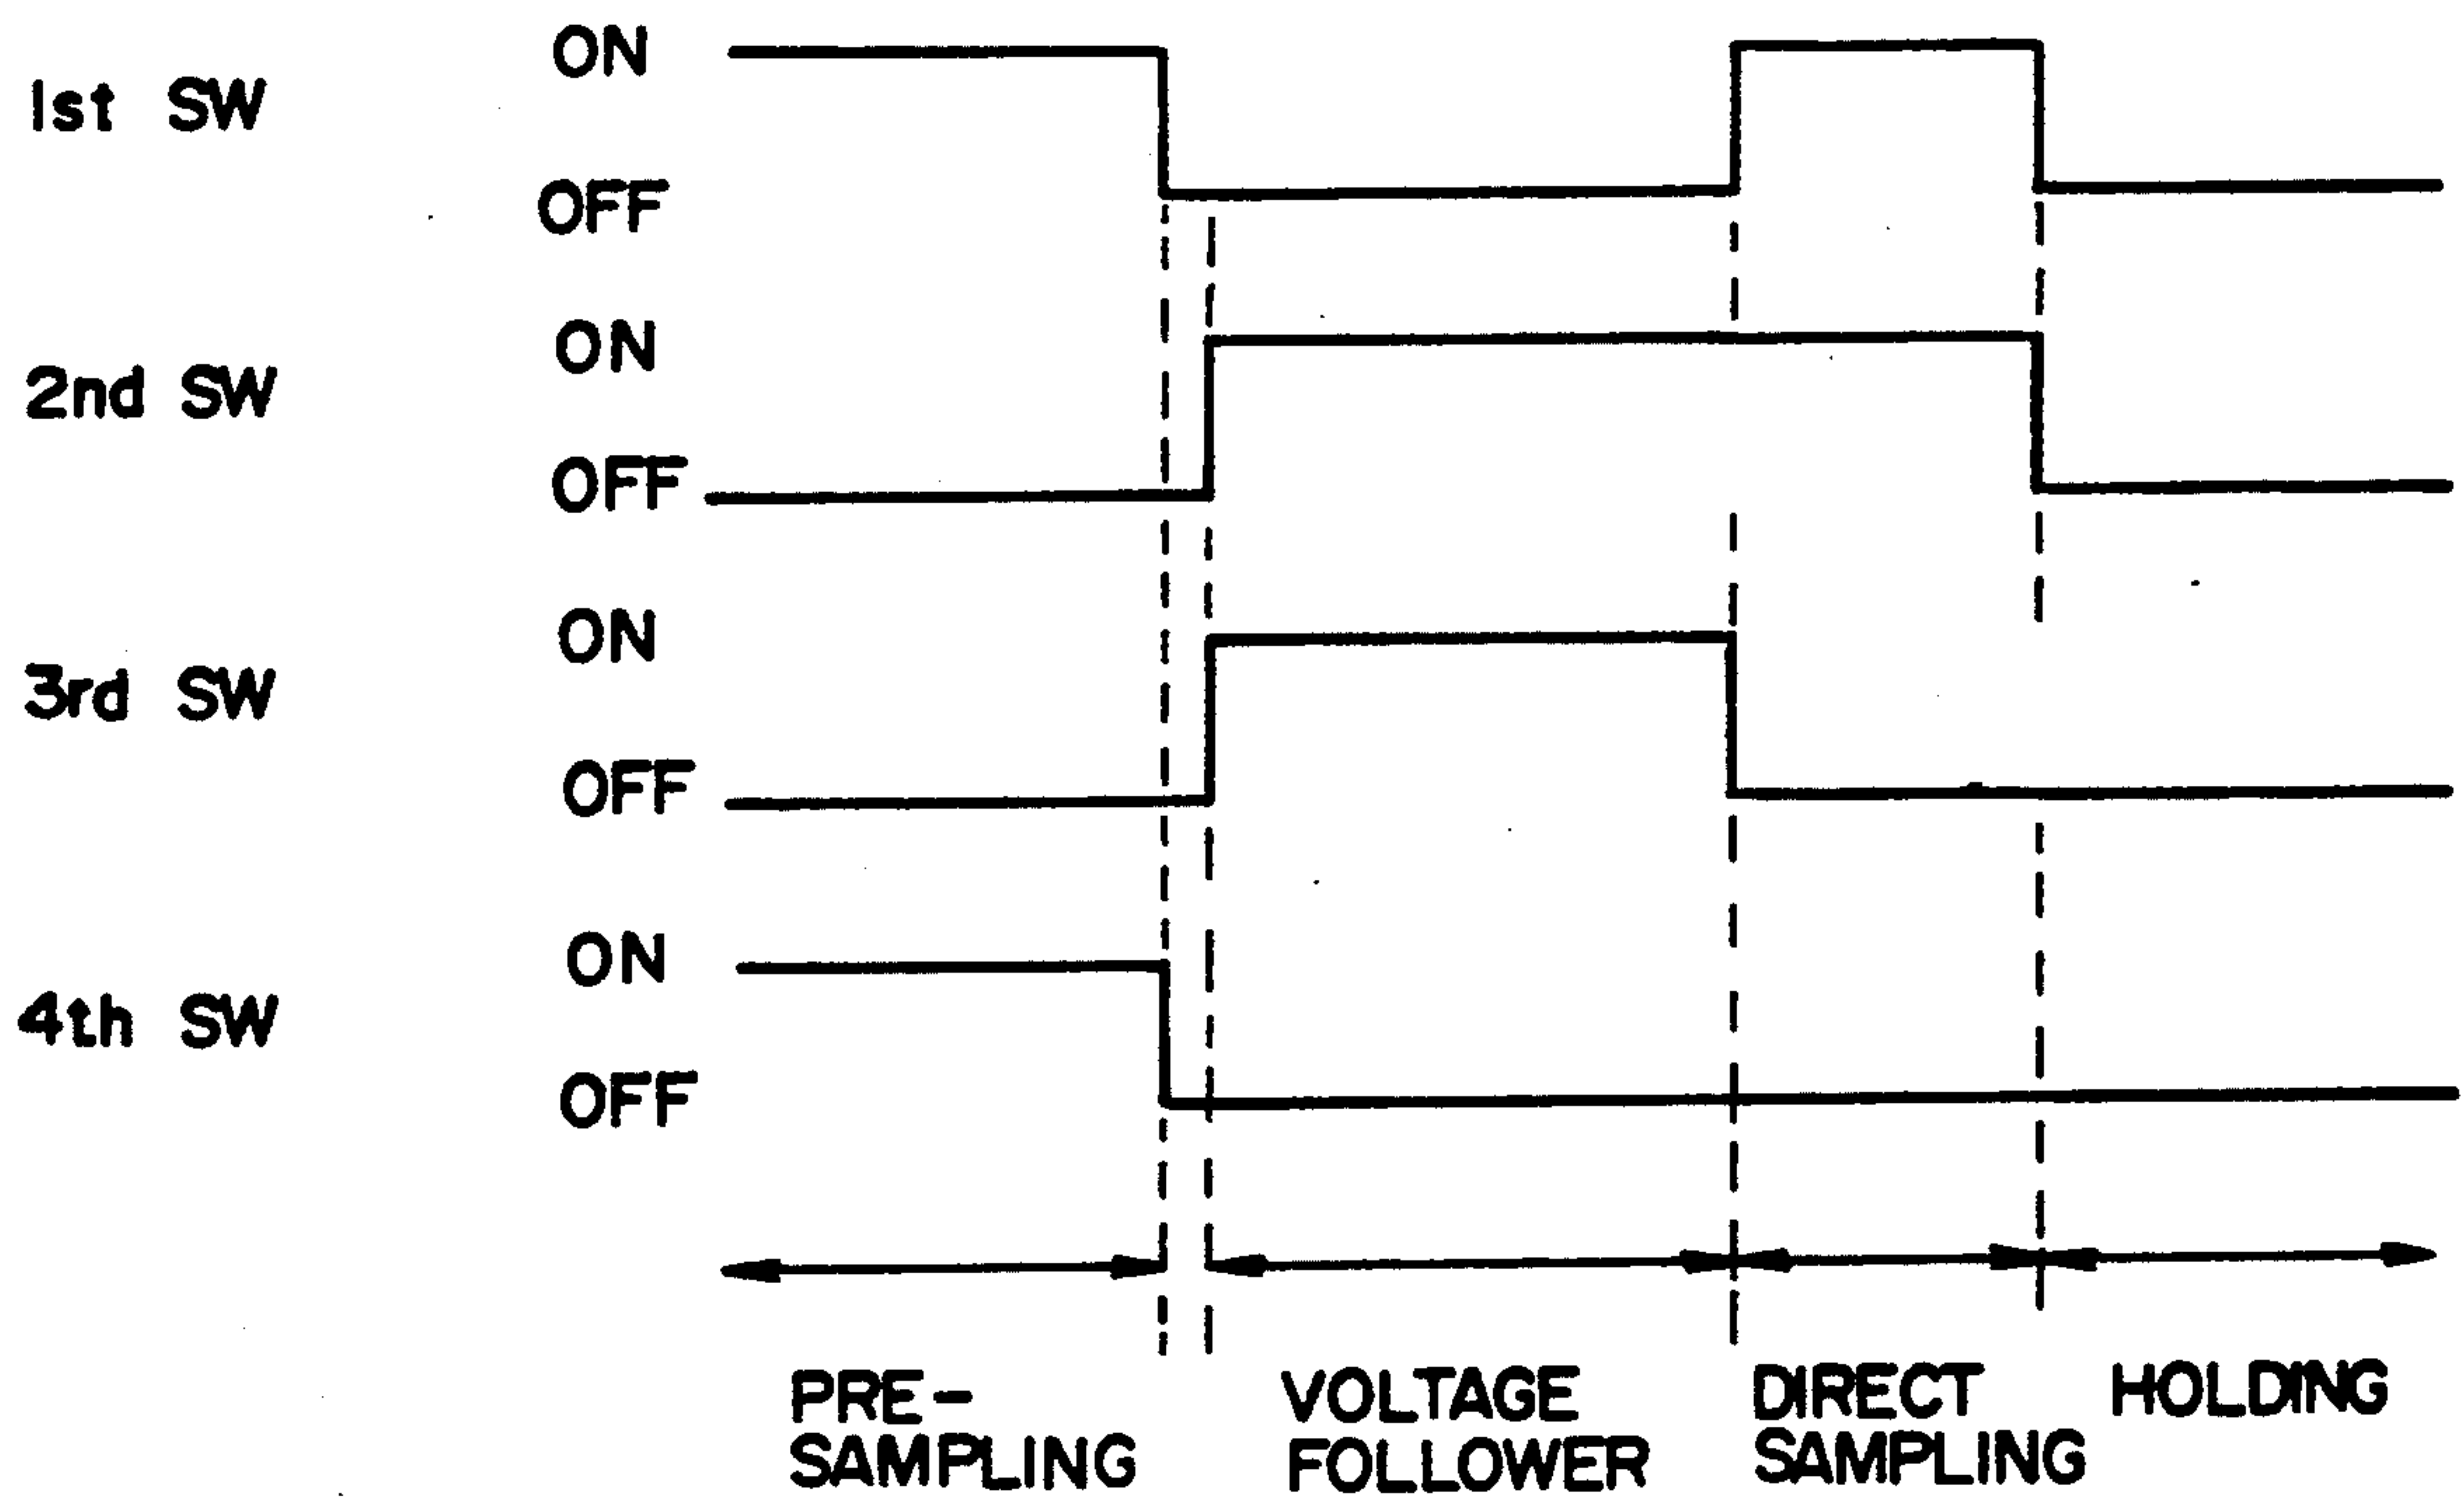 1st SW
ON
OFF
2nd SW
ON
OFF
3rd SW
ON
OFF
4th SW
ON
OFF
PRE-
SAMPLING
VOLTAGE
FOLLOWER
DIRECT
SAMPLING
HOLDING